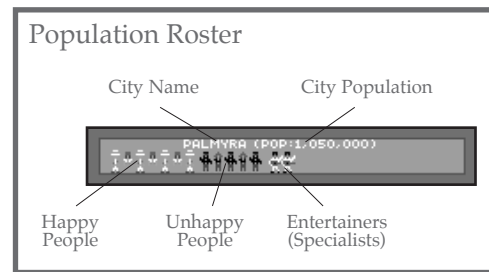 Population Roster
City Name
City Population
PALMYRA (POP:1,050,000)
Happy
People
Unhappy
People
Entertainers
(Specialists)